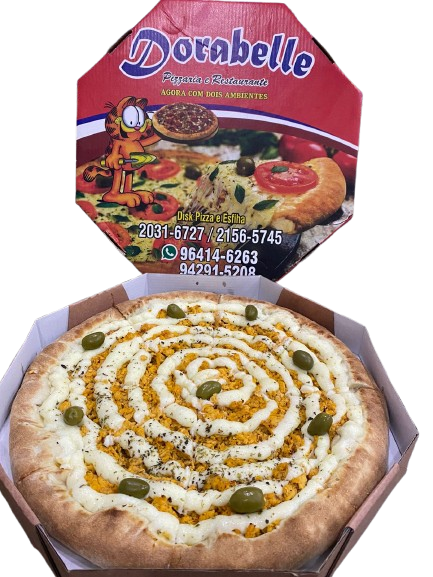 Dorabelle
Pizzaria e Restaurante
AGORA COM DOIS AMBIENTES
Disk Pizza e Esfiha
2031-6727 / 2156-5745
96414-6263
94291-5208